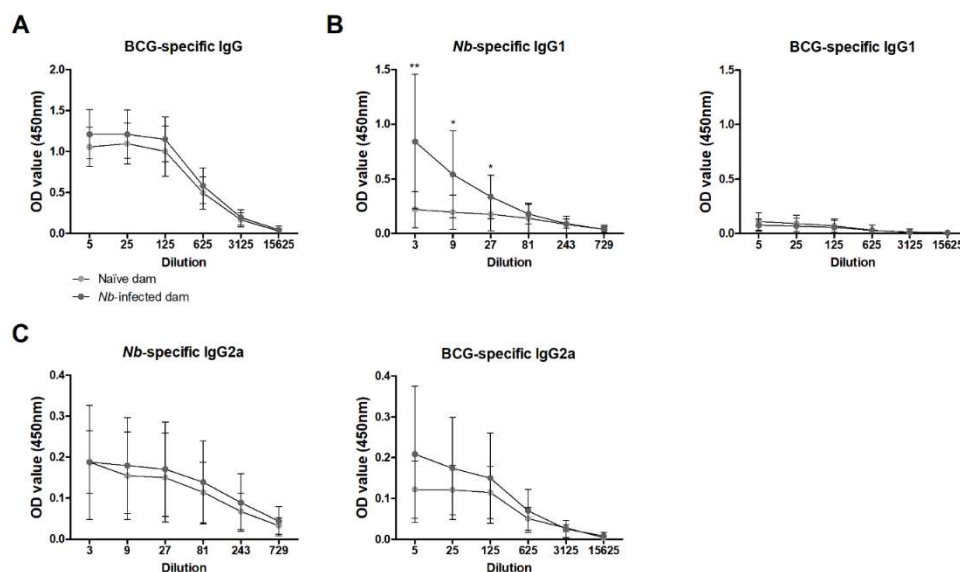 A
BCG-specific IgG
OD value (450nm)
2.0
1.5
1.0
0.5
0.0
5 25 125 625 3125 15625
Dilution
Naïve dam
Nb-infected dam
B
Nb-specific IgG1
OD value (450nm)
1.5
1.0
0.5
0.0
**
*
*
3 9 27 81 243 729
Dilution
BCG-specific IgG1
OD value (450nm)
1.5
1.0
0.5
0.0
5 25 125 625 3125 15625
Dilution
C
Nb-specific IgG2a
OD value (450nm)
0.4
0.3
0.2
0.1
0.0
3 9 27 81 243 729
Dilution
BCG-specific IgG2a
OD value (450nm)
0.4
0.3
0.2
0.1
0.0
5 25 125 625 3125 15625
Dilution